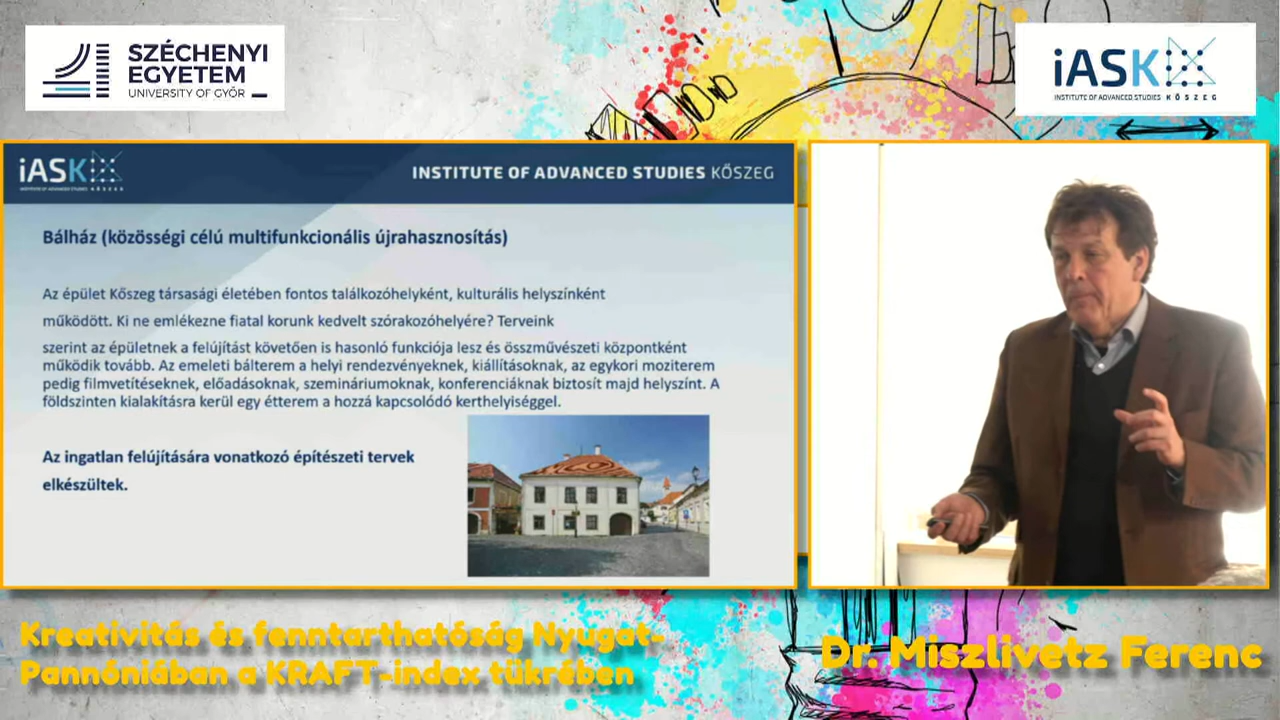 SZÉCHENYI
EGYETEM
UNIVERSITY OF GYŐR
iASK
INSTITUTE OF ADVANCED STUDIES KŐSZEG
iASK
INSTITUTE OF ADVANCED STUDIES KŐSZEG
INSTITUTE OF ADVANCED STUDIES KŐSZEG
Bálház (közösségi célú multifunkcionális újrahasznosítás)
Az épület Kőszeg társasági életében fontos találkozóhelyként, kulturális helyszínként
működött. Ki ne emlékezne fiatal korunk kedvelt szórakozóhelyére? Terveink
szerint az épületnek a felújítást követően is hasonló funkciója lesz és összművészeti központként
működik tovább. Az emeleti bálterem a helyi rendezvényeknek, kiállításoknak, az egykori moziterem
pedig filmvetítéseknek, előadásoknak, szemináriumoknak, konferenciáknak biztosít majd helyszínt. A
földszinten kialakításra kerül egy étterem a hozzá kapcsolódó kerthelyiséggel.
Az ingatlan felújítására vonatkozó építészeti tervek
elkészültek.
Kreativitás és fenntarthatóság Nyugat-
Pannóniában a KRAFT-index tükrében
Dr. Miszlivetz Ferenc